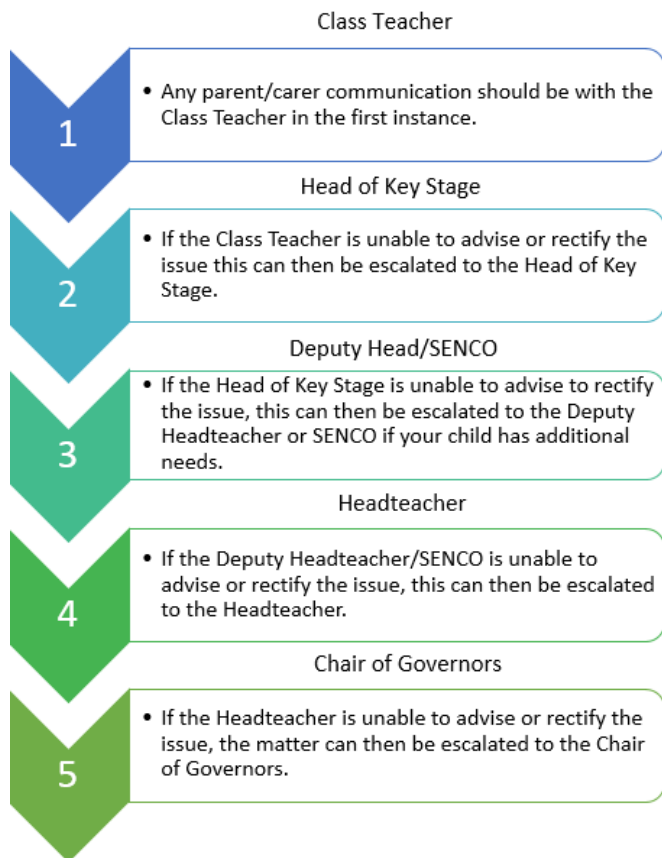 Class Teacher
1
• Any parent/carer communication should be with the
Class Teacher in the first instance.
Head of Key Stage
2
• If the Class Teacher is unable to advise or rectify the
issue this can then be escalated to the Head of Key
Stage.
Deputy Head/SENCO
3
• If the Head of Key Stage is unable to advise to rectify
the issue, this can then be escalated to the Deputy
Headteacher or SENCO if your child has additional
needs.
Headteacher
4
• If the Deputy Headteacher/SENCO is unable to
advise or rectify the issue, this can then be escalated
to the Headteacher.
Chair of Governors
5
• If the Headteacher is unable to advise or rectify the
issue, the matter can then be escalated to the Chair
of Governors.